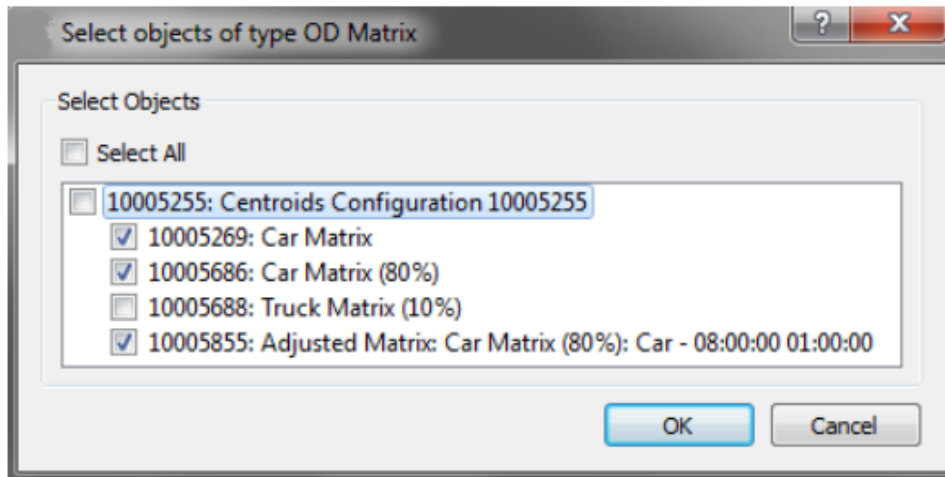 Select objects of type OD Matrix
?
Select Objects
Select All
10005255: Centroids Configuration 10005255
10005269: Car Matrix
10005686: Car Matrix (80%)
10005688: Truck Matrix (10%)
10005855: Adjusted Matrix: Car Matrix (80%): Car - 08:00:00 01:00:00
OK Cancel